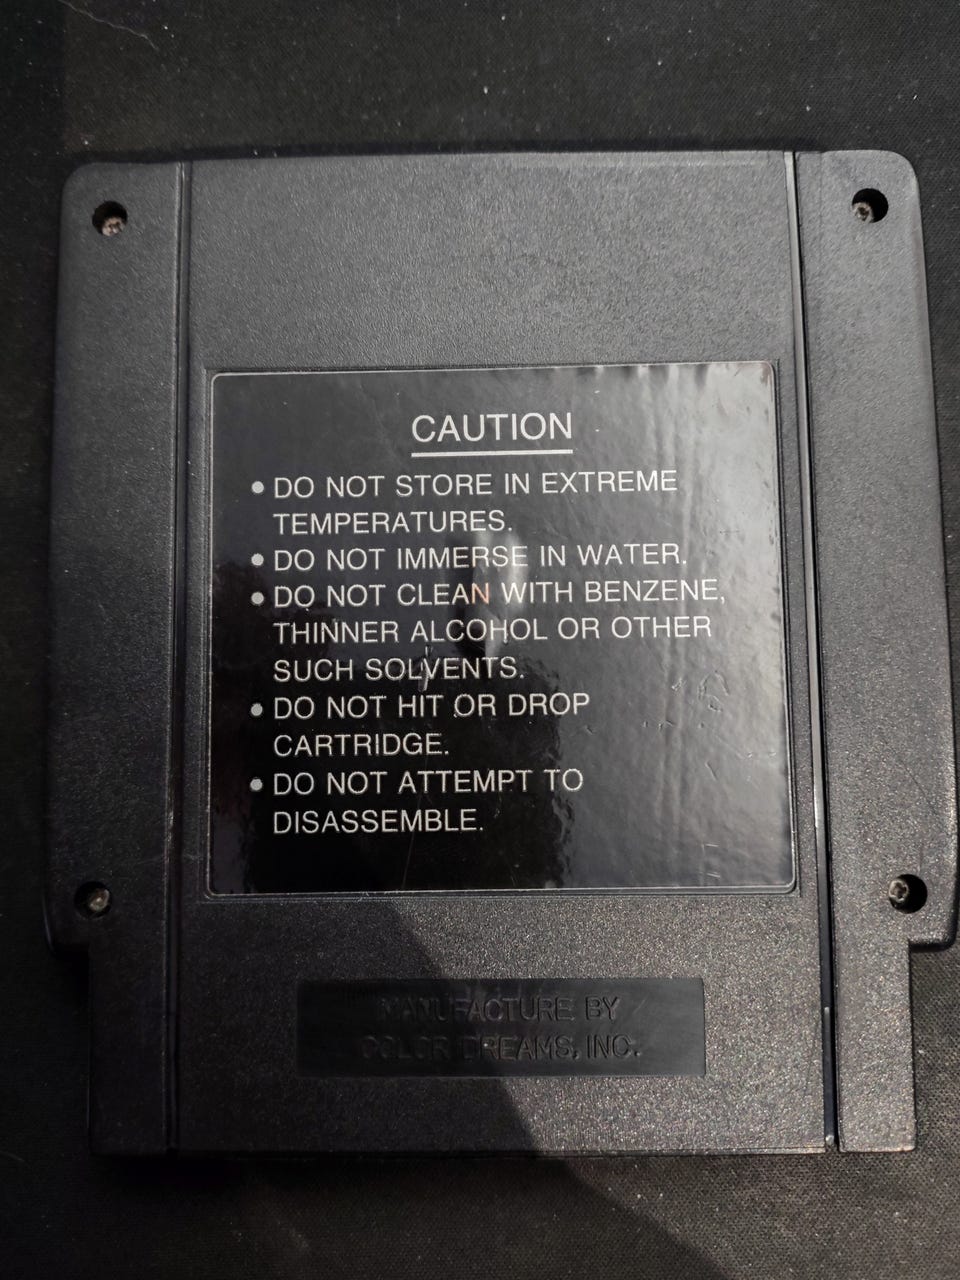 CAUTION
• DO NOT STORE IN EXTREME
TEMPERATURES.
• DO NOT IMMERSE IN WATER.
• DO NOT CLEAN WITH BENZENE,
THINNER ALCOHOL OR OTHER
SUCH SOLVENTS.
• DO NOT HIT OR DROP
CARTRIDGE.
• DO NOT ATTEMPT TO
DISASSEMBLE.
MANUFACTURE BY
COLOR DREAMS, INC.